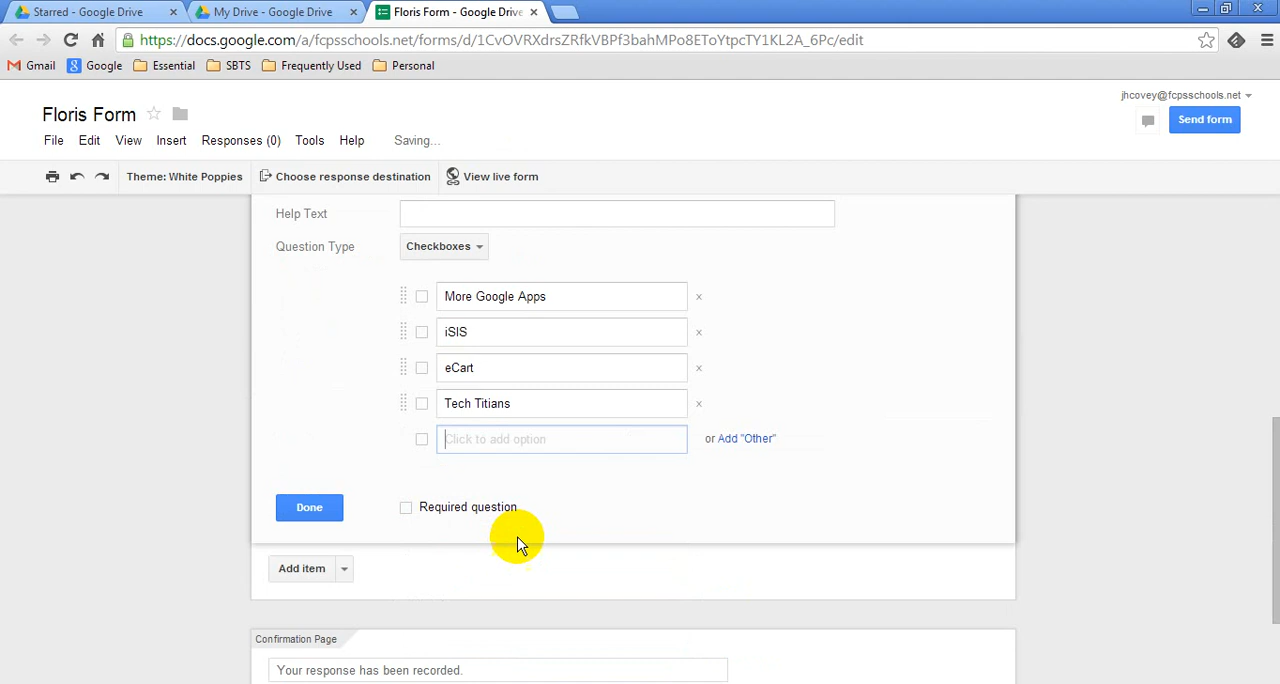 Starred - Google Drive
My Drive - Google Drive
Floris Form - Google Drive
https://docs.google.com/a/fcpsschools.net/forms/d/1CvOVRXdrsZRfkVBPf3bahMPo8EToYtpcTY1KL2A_6Pc/edit
Gmail Google Essential SBTS Frequently Used Personal
jhcovey@fcpsschools.net
Floris Form
Send form
File Edit View Insert Responses (0) Tools Help Saving...
Theme: White Poppies Choose response destination View live form
Help Text
Question Type Checkboxes
More Google Apps
iSIS
eCart
Tech Titians
Click to add option or Add "Other"
Done Required question
Add item
Confirmation Page
Your response has been recorded.